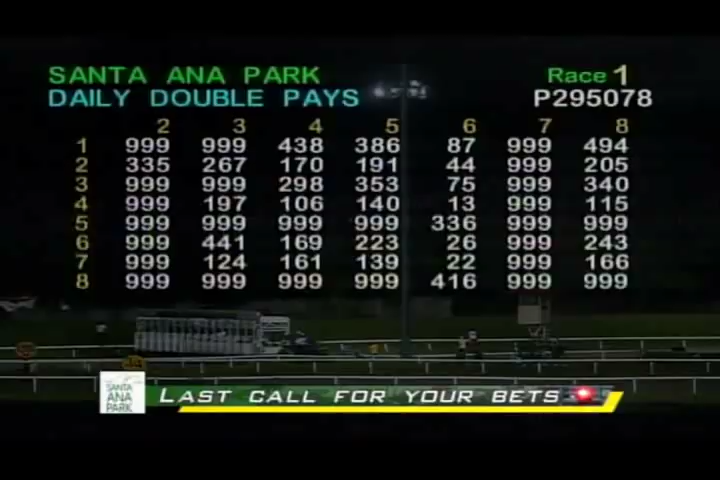 SANTA ANA PARK Race 1
DAILY DOUBLE PAYS P295078
2 3 4 5 6 7 8
1 999 999 438 386 87 999 494
2 335 267 170 191 44 999 205
3 999 999 298 353 75 999 340
4 999 197 106 140 13 999 115
5 999 999 999 999 336 999 999
6 999 441 169 223 26 999 243
7 999 124 161 139 22 999 166
8 999 999 999 999 416 999 999
SANTA
ANA
PARK
LAST CALL FOR YOUR BETS